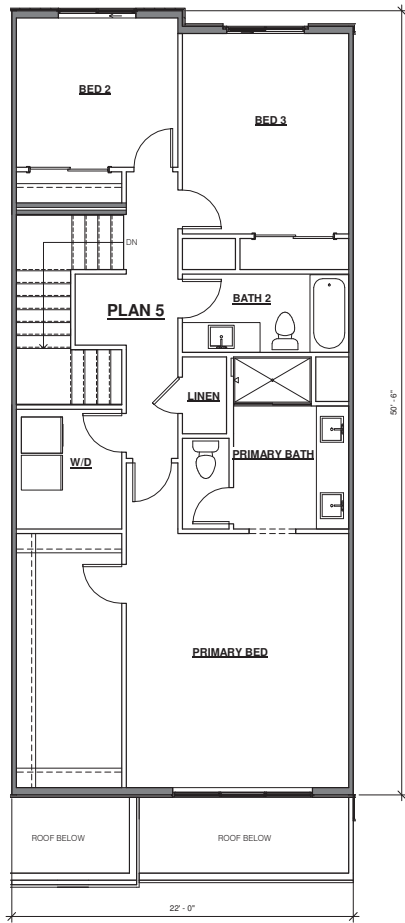 BED 2
BED 3
DN
PLAN 5
BATH 2
50' - 6"
LINEN
W/D
PRIMARY BATH
PRIMARY BED
ROOF BELOW
ROOF BELOW
22' - 0"